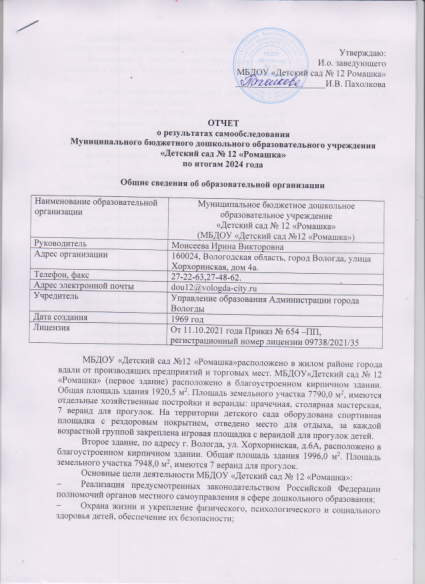 Утверждаю:
И.о. заведующего
МБДОУ «Детский сад № 12 Ромашка»
И.В. Пахолкова
ОТЧЕТ
о результатах самообследования
Муниципального бюджетного дошкольного образовательного учреждения
«Детский сад № 12 «Ромашка»
по итогам 2024 года
Общие сведения об образовательной организации
Наименование образовательной организации
Муниципальное бюджетное дошкольное
образовательное учреждение
«Детский сад № 12 «Ромашка»
(МБДОУ «Детский сад №12 «Ромашка»)
Руководитель
Моисеева Ирина Викторовна
Адрес организации
160024, Вологодская область, город Вологда, улица
Хорхоринская, дом 4а.
Телефон, факс
27-22-63,27-48-62.
Адрес электронной почты
dou12@vologda-city.ru
Учредитель
Управление образования Администрации города
Вологды
Дата создания
1969 год
Лицензия
От 11.10.2021 года Приказ № 654 –ПП,
регистрационный номер лицензии 09738/2021/35
МБДОУ «Детский сад №12 «Ромашка»расположено в жилом районе города
вдали от производящих предприятий и торговых мест. МБДОУ«Детский сад № 12
«Ромашка» (первое здание) расположено в благоустроенном кирпичном здании.
Общая площадь здания 1920,5 м². Площадь земельного участка 7790,0 м², имеются
отдельные хозяйственные постройки и веранды: прачечная, столярная мастерская,
7 веранд для прогулок. На территории детского сада оборудована спортивная
площадка с рездоровым покрытием, отведено место для отдыха, за каждой
возрастной группой закреплена игровая площадка с верандой для прогулок детей.
Второе здание, по адресу г. Вологда, ул. Хорхоринская, д.6А, расположено в
благоустроенном кирпичном здании. Общая площадь здания 1996,0 м². Площадь
земельного участка 7948,0 м², имеются 7 веранд для прогулок.
Основные цели деятельности МБДОУ «Детский сад № 12 «Ромашка»:
– Реализация предусмотренных законодательством Российской Федерации
полномочий органов местного самоуправления в сфере дошкольного образования;
– Охрана жизни и укрепление физического, психологического и социального
здоровья детей, обеспечение их безопасности;